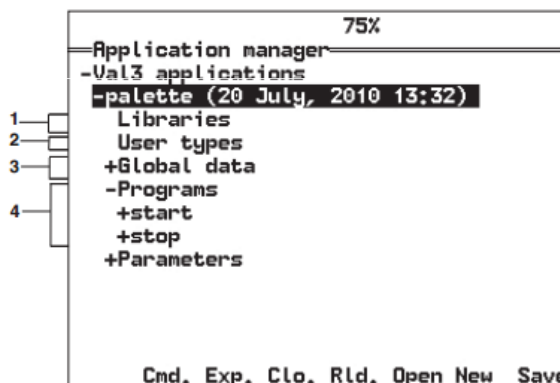 75%
Application manager
-Val3 applications
-palette (20 July, 2010 13:32)
1
Libraries
2
User types
3
+Global data
-Programs
4
+start
+stop
+Parameters
Cmd. Exp. Clo. Rld. Open New Save